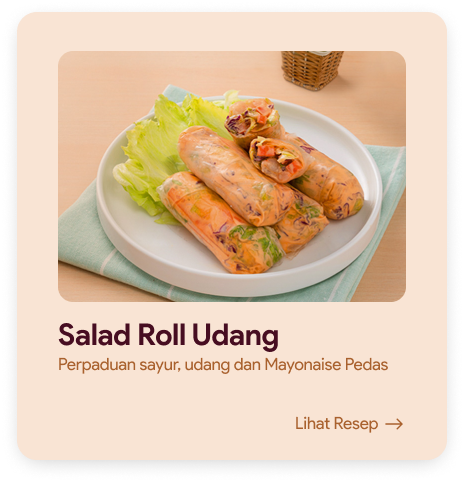 Salad Roll Udang
Perpaduan sayur, udang dan Mayonaise Pedas
Lihat Resep →